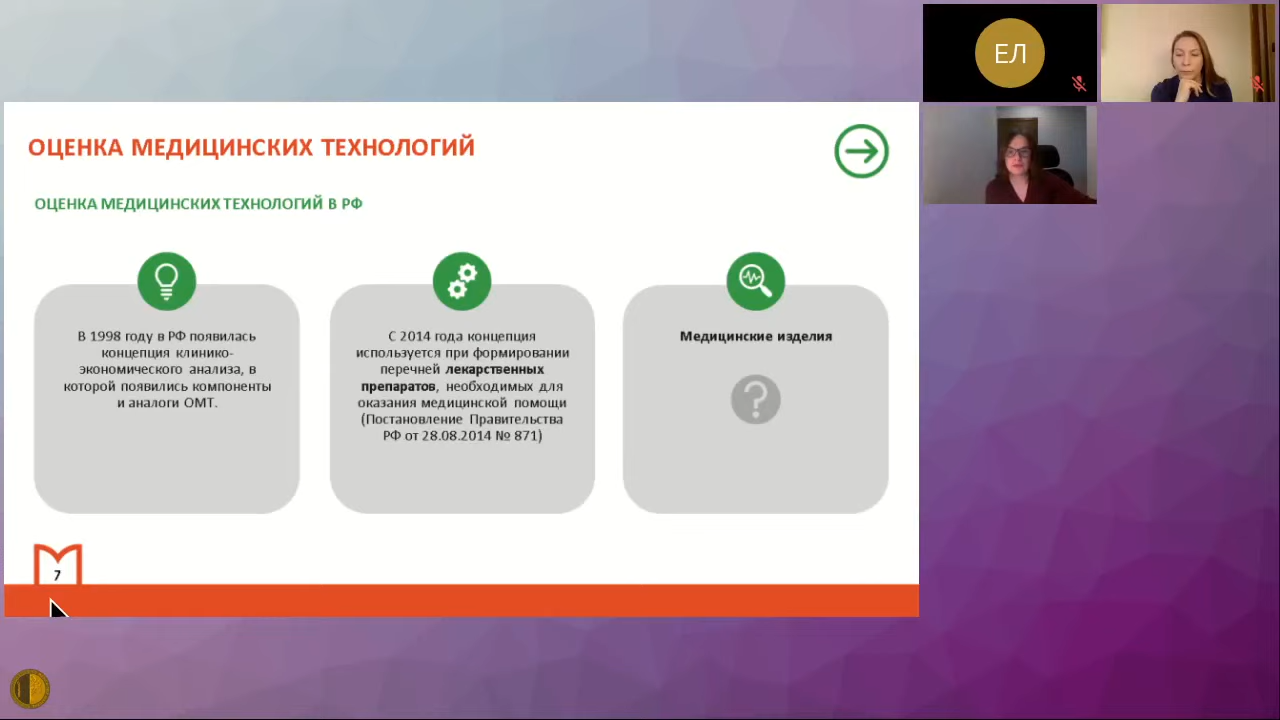 ОЦЕНКА МЕДИЦИНСКИХ ТЕХНОЛОГИЙ
ОЦЕНКА МЕДИЦИНСКИХ ТЕХНОЛОГИЙ В РФ
В 1998 году в РФ появилась
концепция клинико-
экономического анализа, в
которой появились компоненты
и аналоги ОМТ.
С 2014 года концепция
используется при формировании
перечней лекарственных
препаратов, необходимых для
оказания медицинской помощи
(Постановление Правительства
РФ от 28.08.2014 № 871)
Медицинские изделия
?
7
ЕЛ